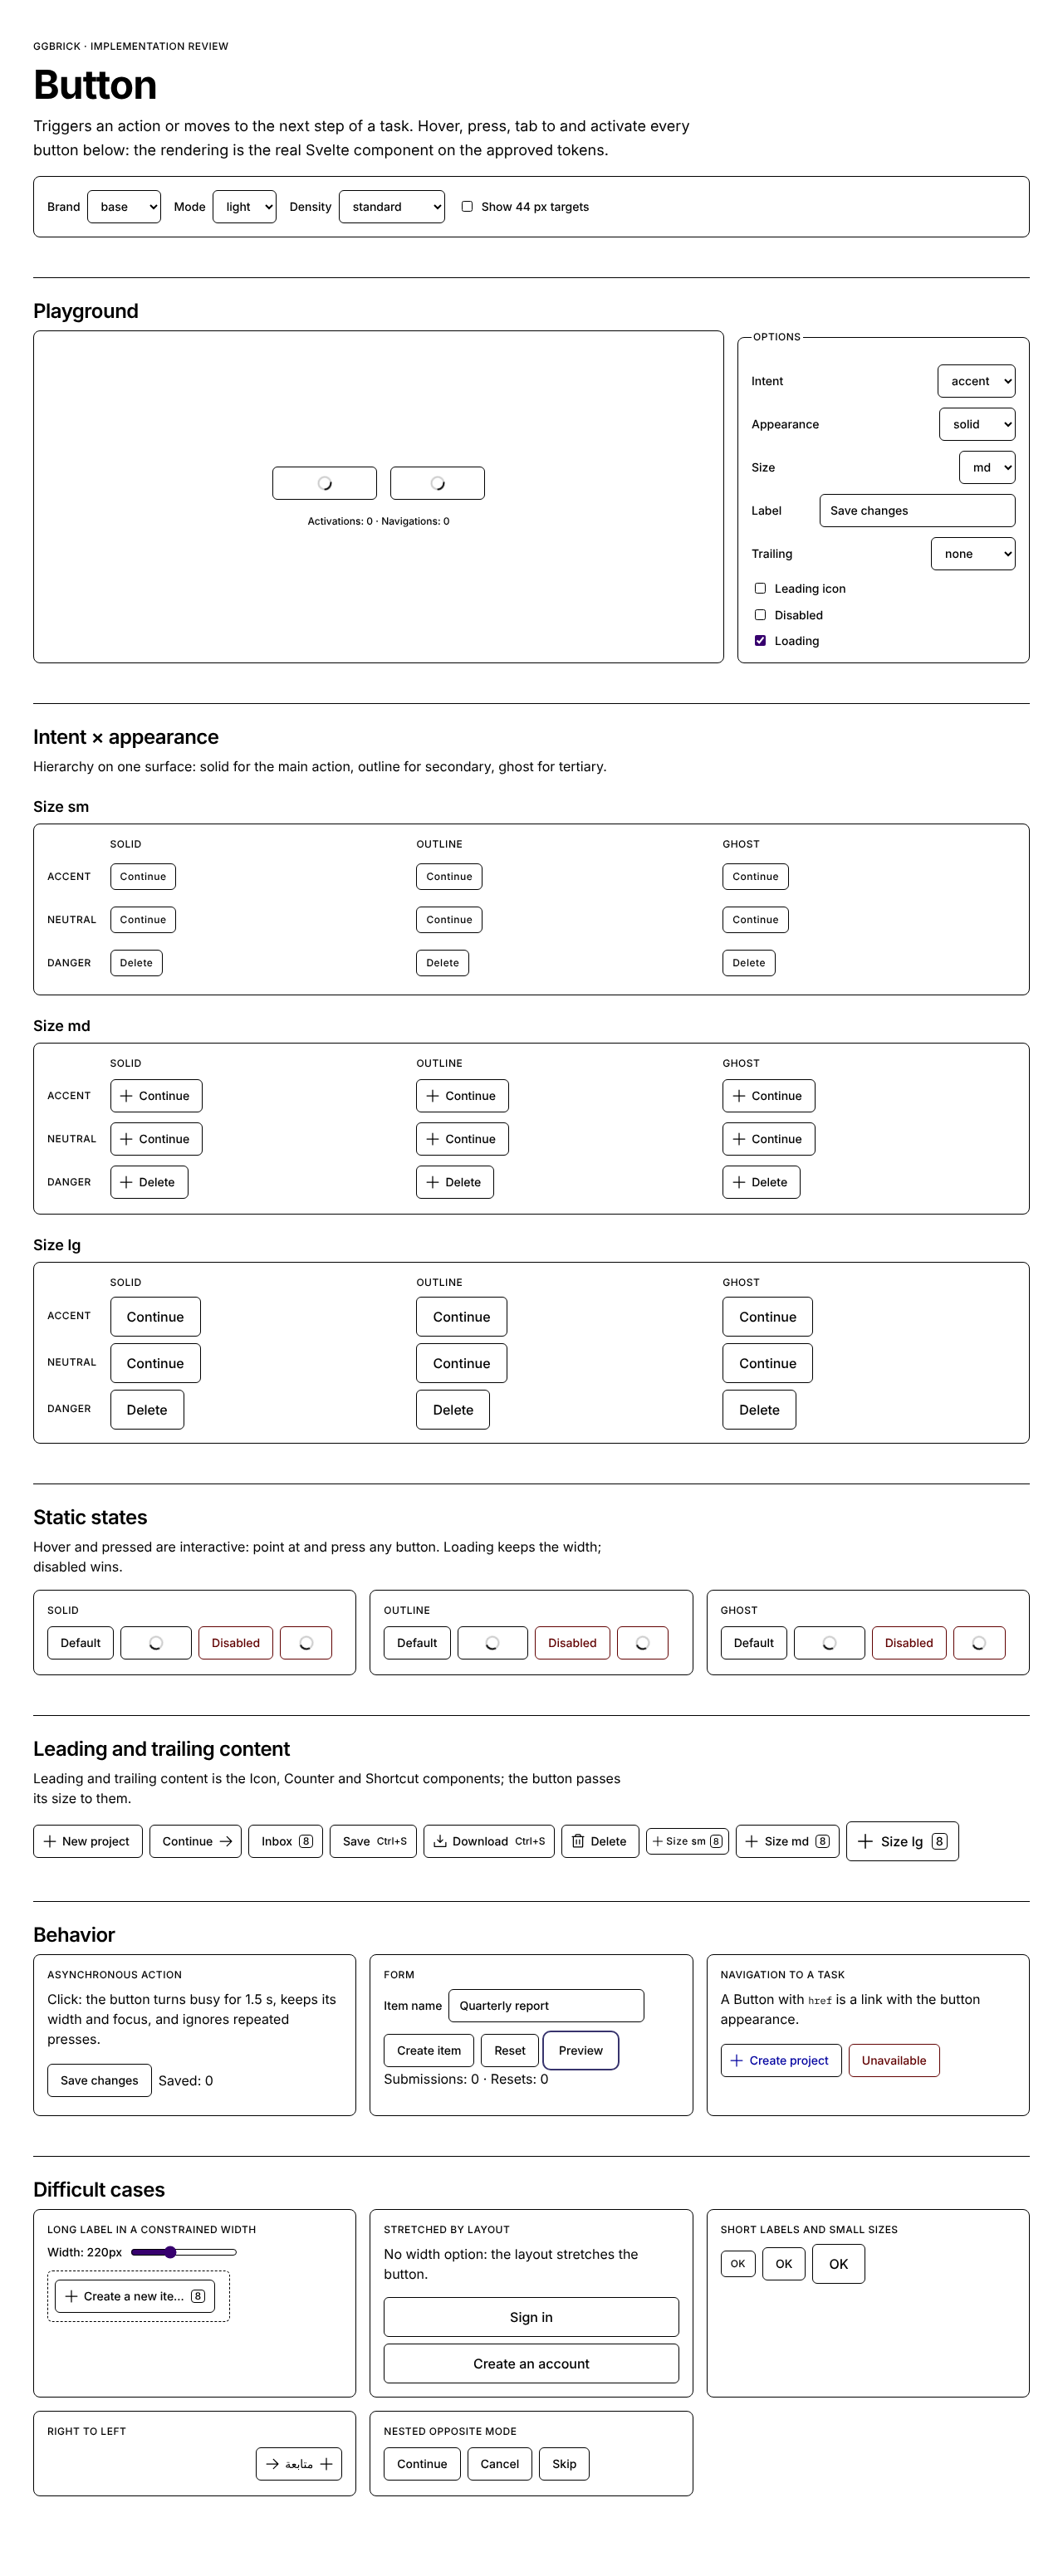 GGBRICK · IMPLEMENTATION REVIEW
Button
Triggers an action or moves to the next step of a task. Hover, press, tab to and activate every
button below: the rendering is the real Svelte component on the approved tokens.
Brand base Mode light Density standard Show 44 px targets
Playground
OPTIONS
Intent accent
Appearance solid
Size md
Label Save changes
Trailing none
Leading icon
Disabled
Loading
Activations: 0 · Navigations: 0
Intent × appearance
Hierarchy on one surface: solid for the main action, outline for secondary, ghost for tertiary.
Size sm
SOLID OUTLINE GHOST
ACCENT Continue Continue Continue
NEUTRAL Continue Continue Continue
DANGER Delete Delete Delete
Size md
SOLID OUTLINE GHOST
ACCENT Continue Continue Continue
NEUTRAL Continue Continue Continue
DANGER Delete Delete Delete
Size lg
SOLID OUTLINE GHOST
ACCENT Continue Continue Continue
NEUTRAL Continue Continue Continue
DANGER Delete Delete Delete
Static states
Hover and pressed are interactive: point at and press any button. Loading keeps the width;
disabled wins.
SOLID
Default Disabled
OUTLINE
Default Disabled
GHOST
Default Disabled
Leading and trailing content
Leading and trailing content is the Icon, Counter and Shortcut components; the button passes
its size to them.
New project Continue Inbox 8 Save Ctrl+S Download Ctrl+S Delete Size sm 8 Size md 8 Size lg 8
Behavior
ASYNCHRONOUS ACTION
Click: the button turns busy for 1.5 s, keeps its
width and focus, and ignores repeated
presses.
Save changes Saved: 0
FORM
Item name Quarterly report
Create item Reset Preview
Submissions: 0 · Resets: 0
NAVIGATION TO A TASK
A Button with href is a link with the button
appearance.
Create project Unavailable
Difficult cases
LONG LABEL IN A CONSTRAINED WIDTH
Width: 220px
Create a new ite… 8
STRETCHED BY LAYOUT
No width option: the layout stretches the
button.
Sign in
Create an account
SHORT LABELS AND SMALL SIZES
OK OK OK
RIGHT TO LEFT
متابعة
NESTED OPPOSITE MODE
Continue Cancel Skip